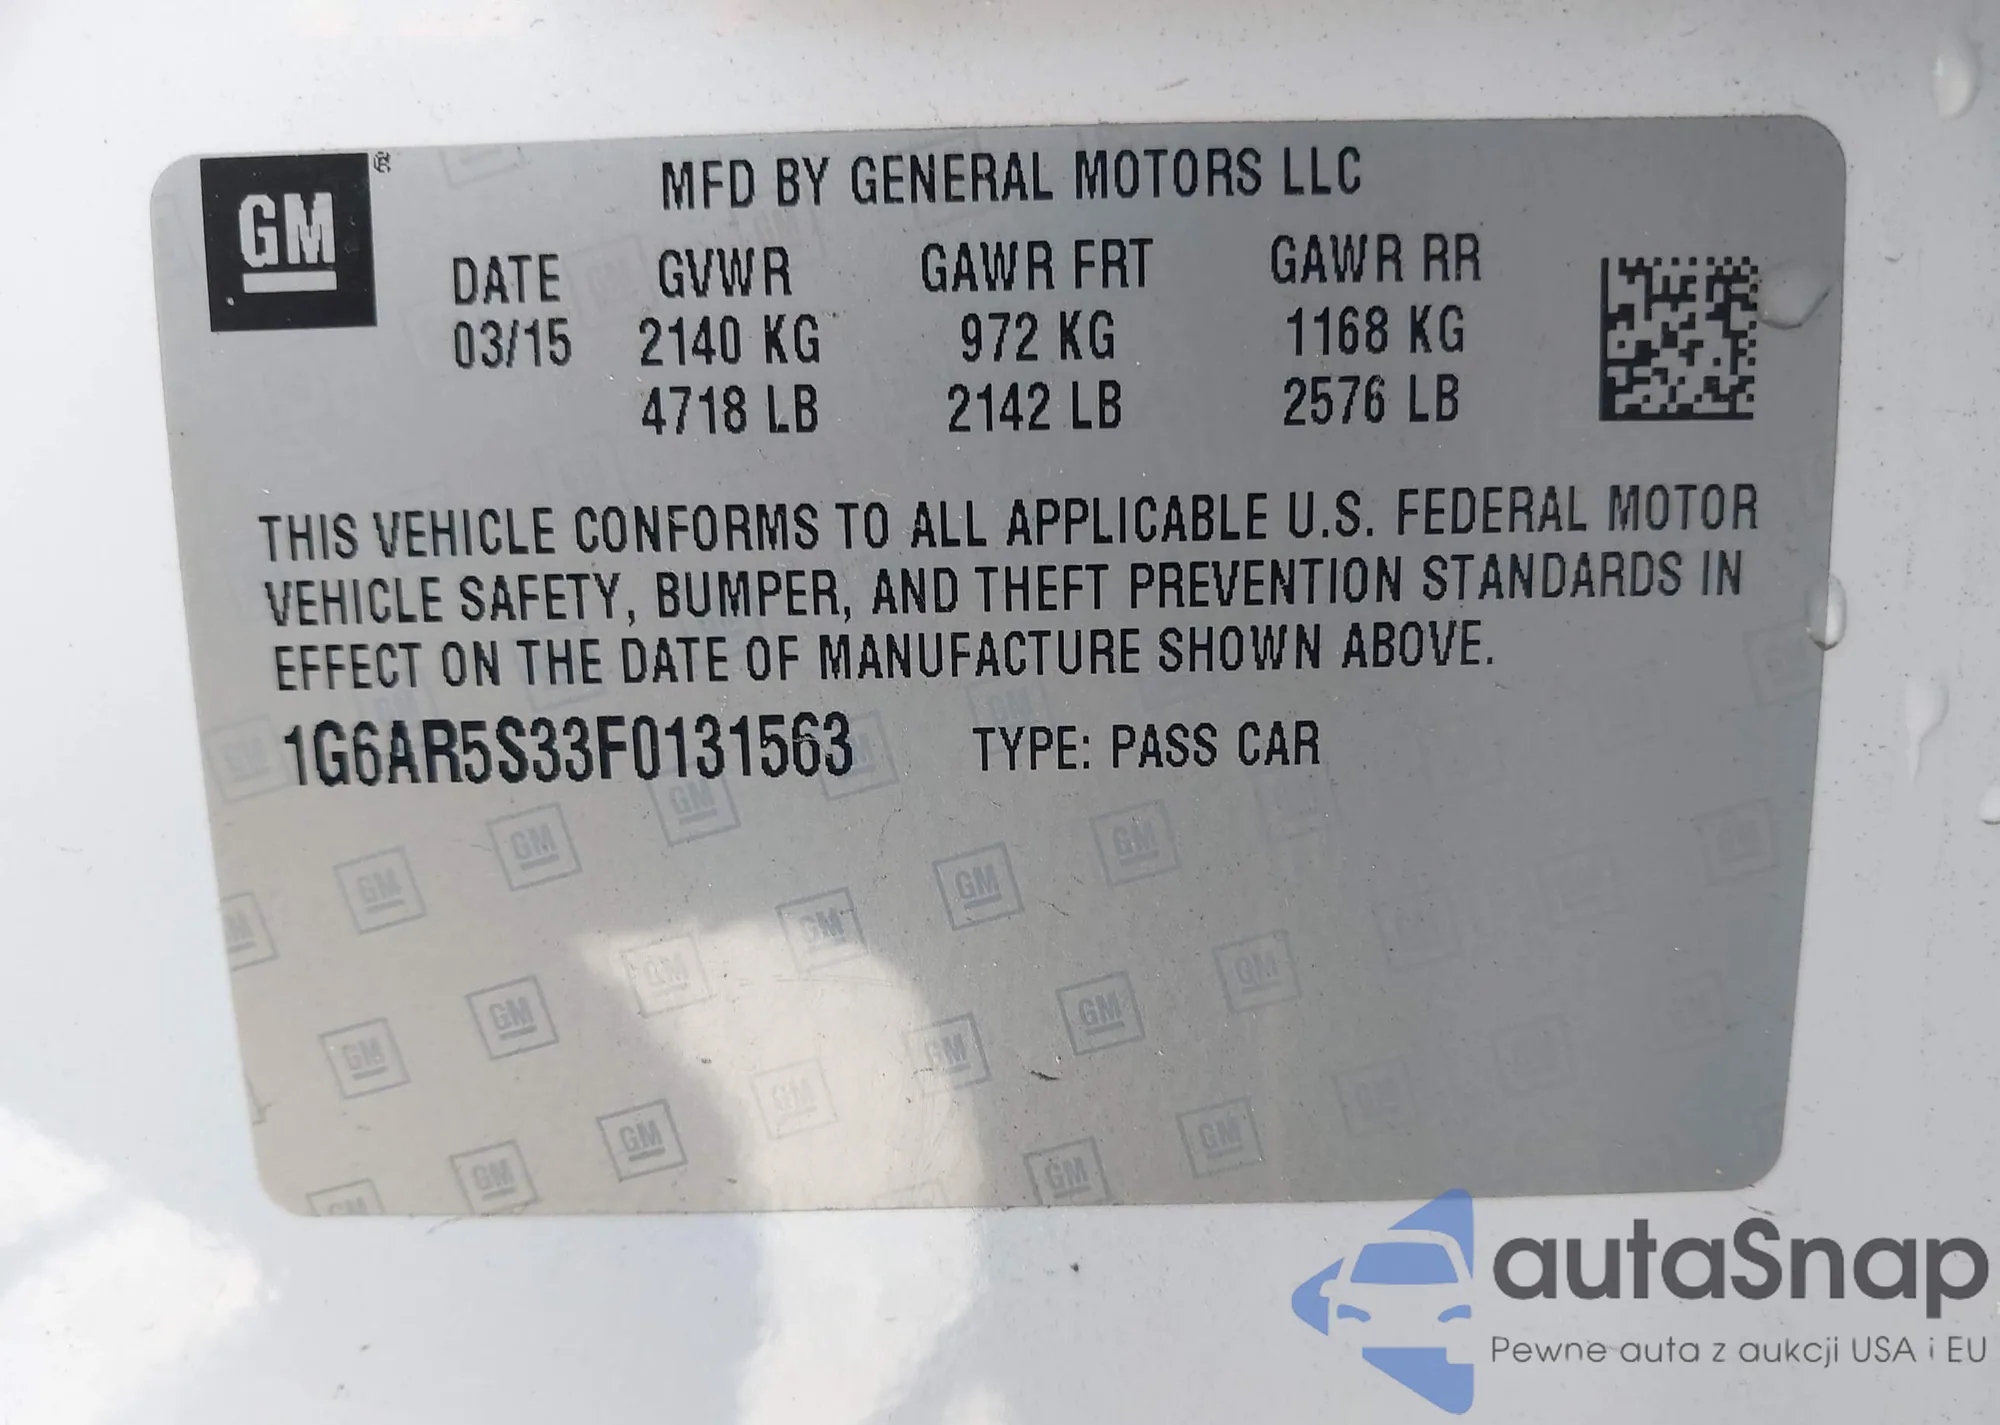 GM®
MFD BY GENERAL MOTORS LLC
DATE GVWR GAWR FRT GAWR RR
03/15 2140 KG 972 KG 1168 KG
4718 LB 2142 LB 2576 LB
THIS VEHICLE CONFORMS TO ALL APPLICABLE U.S. FEDERAL MOTOR
VEHICLE SAFETY, BUMPER, AND THEFT PREVENTION STANDARDS IN
EFFECT ON THE DATE OF MANUFACTURE SHOWN ABOVE.
1G6AR5S33F0131563 TYPE: PASS CAR
autaSnap
Pewne auta z aukcji USA i EU